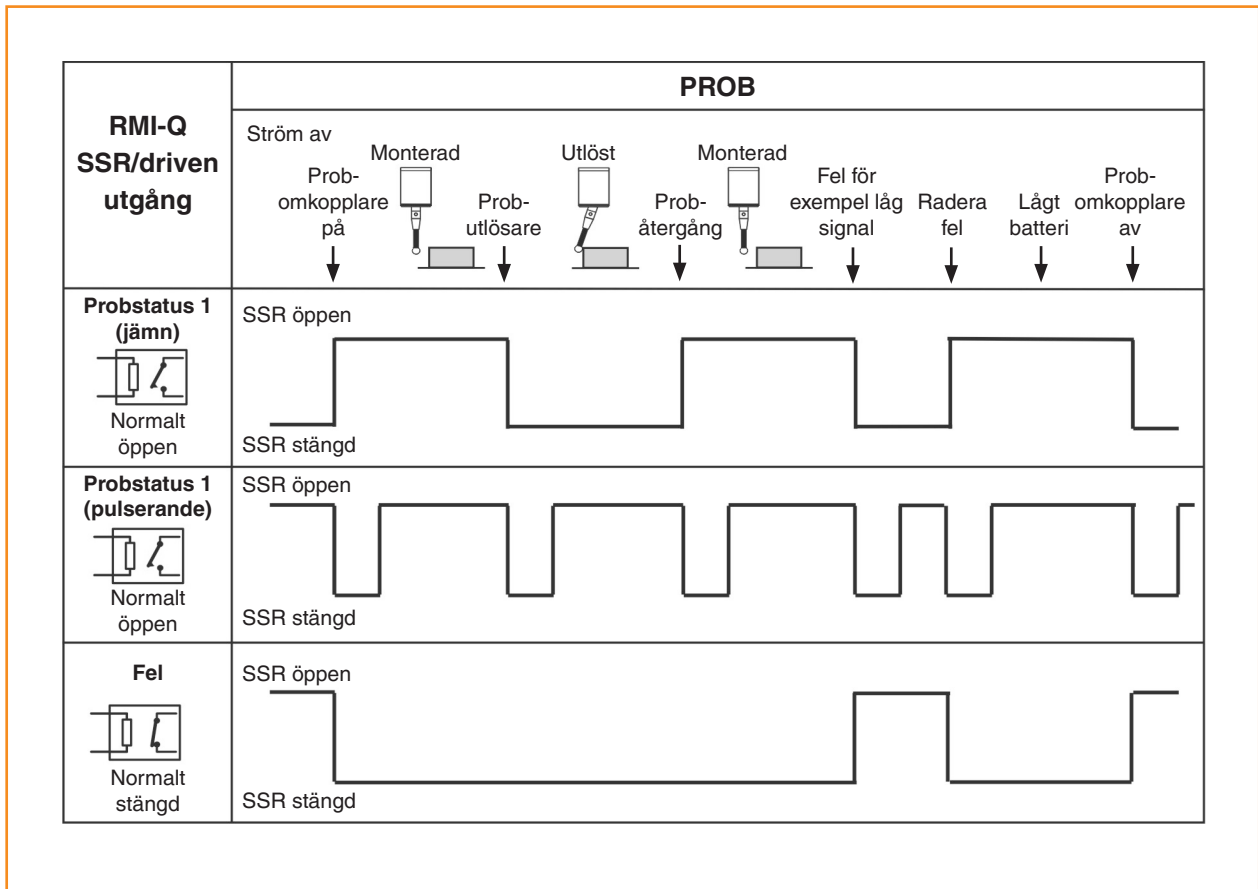 RMI-Q
SSR/driven
utgång
PROB
Ström av
Prob-
omkopplare
på
Monterad
Prob-
utlösare
Utlöst
Prob-
återgång
Monterad
Fel för
exempel låg
signal
Radera
fel
Lågt
batteri
Prob-
omkopplare
av
Probstatus 1
(jämn)
Normalt
öppen
SSR öppen
SSR stängd
Probstatus 1
(pulserande)
Normalt
öppen
SSR öppen
SSR stängd
Fel
Normalt
stängd
SSR öppen
SSR stängd